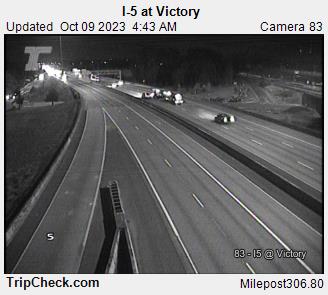 I-5 at Victory
Updated Oct 09 2023 4:43 AM Camera 83
S
83 - I5 @ Victory
TripCheck.com Milepost306.80